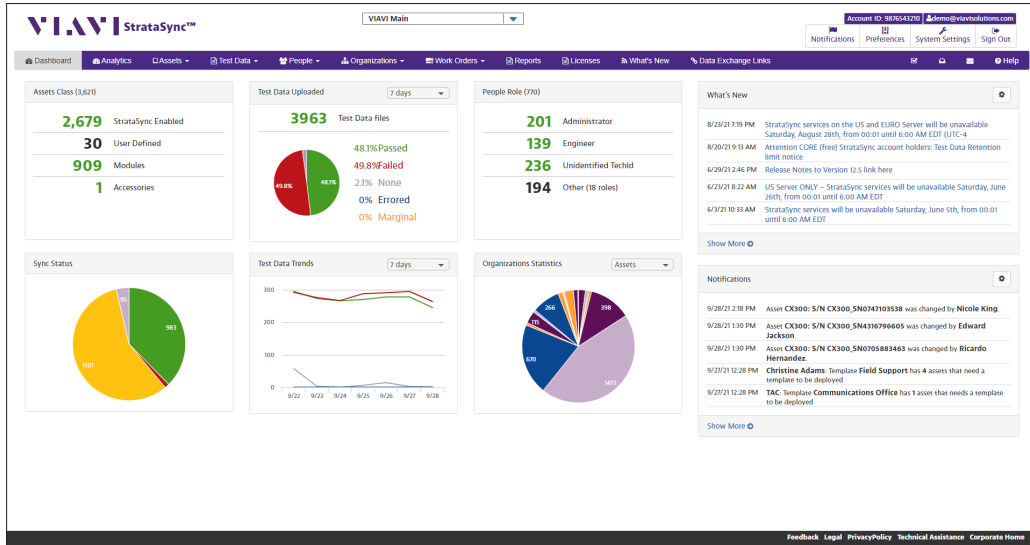 VIAVI StrataSync™
VIAVI Main
Account ID: 9876543210 demo@viavisolutions.com
Notifications Preferences System Settings Sign Out
Dashboard Analytics Assets Test Data People Organizations Work Orders Reports Licenses What's New Data Exchange Links Help
Assets Class (3,621)
2,679 StrataSync Enabled
30 User Defined
909 Modules
1 Accessories
Test Data Uploaded 7 days
3963 Test Data files
48.1% Passed
49.8% Failed
2.1% None
0% Errored
0% Marginal
49.8% 48.1%
People Role (770)
201 Administrator
139 Engineer
236 Unidentified TechId
194 Other (18 roles)
What's New
8/23/21 7:19 PM StrataSync services on the US and EURO Server will be unavailable
Saturday, August 28th, from 00:01 until 6:00 AM EDT (UTC-4
8/20/21 9:13 AM Attention CORE (free) StrataSync account holders: Test Data Retention
limit notice
6/29/21 2:46 PM Release Notes to Version 12.5 link here
6/23/21 8:22 AM US Server ONLY – StrataSync services will be unavailable Saturday, June
26th, from 00:01 until 6:00 AM EDT
6/3/21 10:33 AM StrataSync services will be unavailable Saturday, June 5th, from 00:01
until 6:00 AM EDT
Show More
Sync Status
95
983
1501
Test Data Trends 7 days
300
200
100
0
9/22 9/23 9/24 9/25 9/26 9/27 9/28
Organizations Statistics Assets
266 398
115
670
1432
Notifications
9/28/21 2:18 PM Asset CX300: S/N CX300_SN0747103538 was changed by Nicole King.
9/28/21 1:30 PM Asset CX300: S/N CX300_SN4316796605 was changed by Edward
Jackson.
9/28/21 1:30 PM Asset CX300: S/N CX300_SN0705883463 was changed by Ricardo
Hernandez.
9/27/21 12:28 PM Christine Adams: Template Field Support has 4 assets that need a
template to be deployed
9/27/21 12:28 PM TAC: Template Communications Office has 1 asset that needs a template
to be deployed
Show More
Feedback Legal PrivacyPolicy Technical Assistance Corporate Home